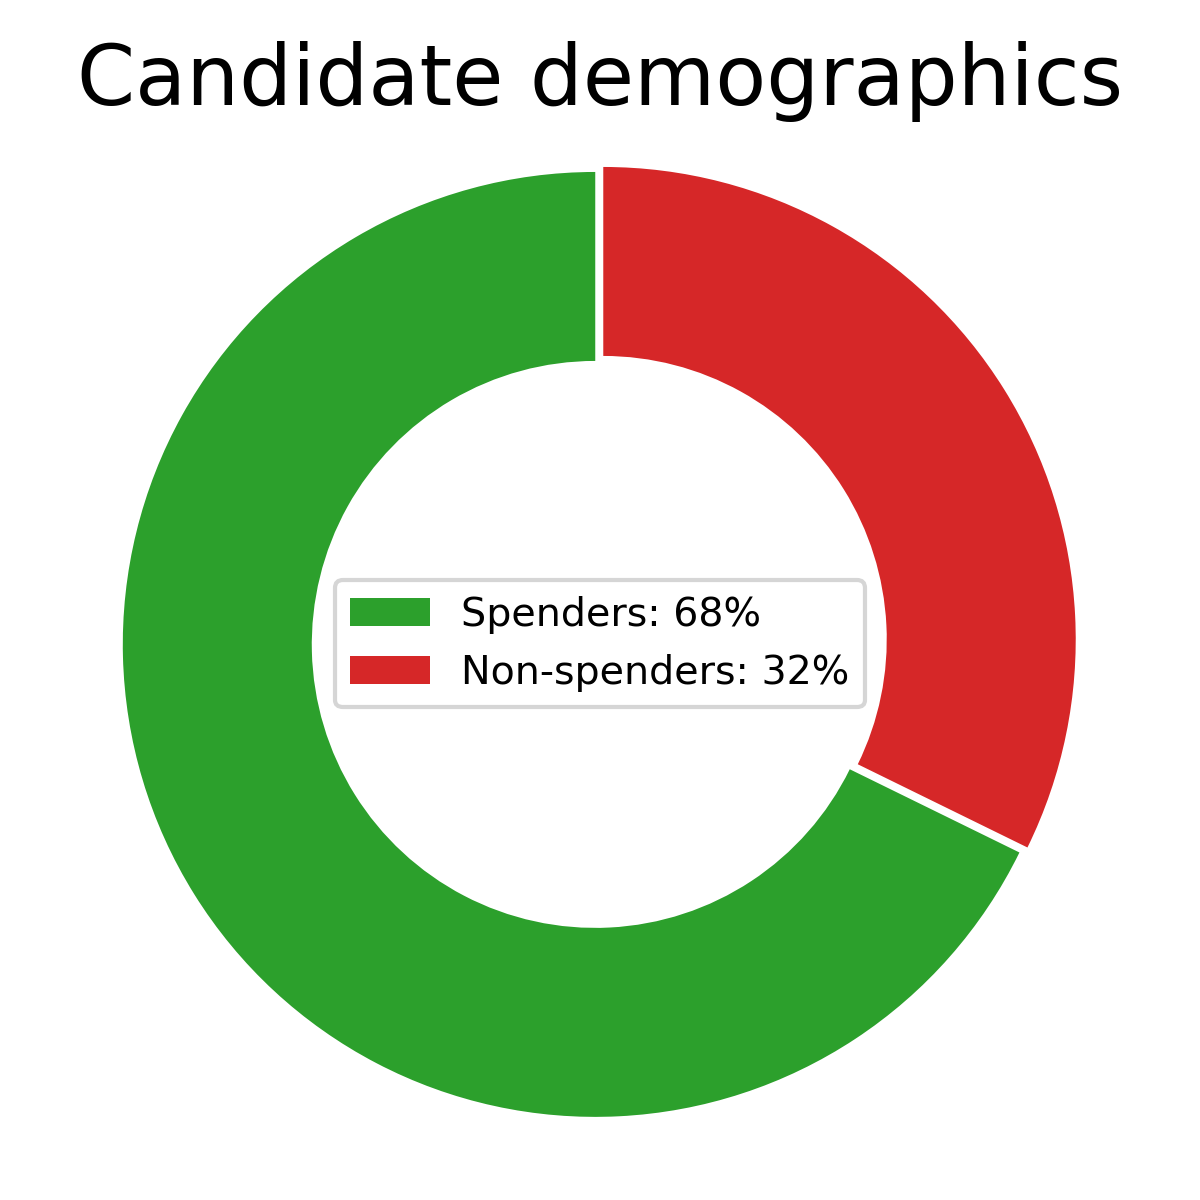 Candidate demographics
Spenders: 68%
Non-spenders: 32%